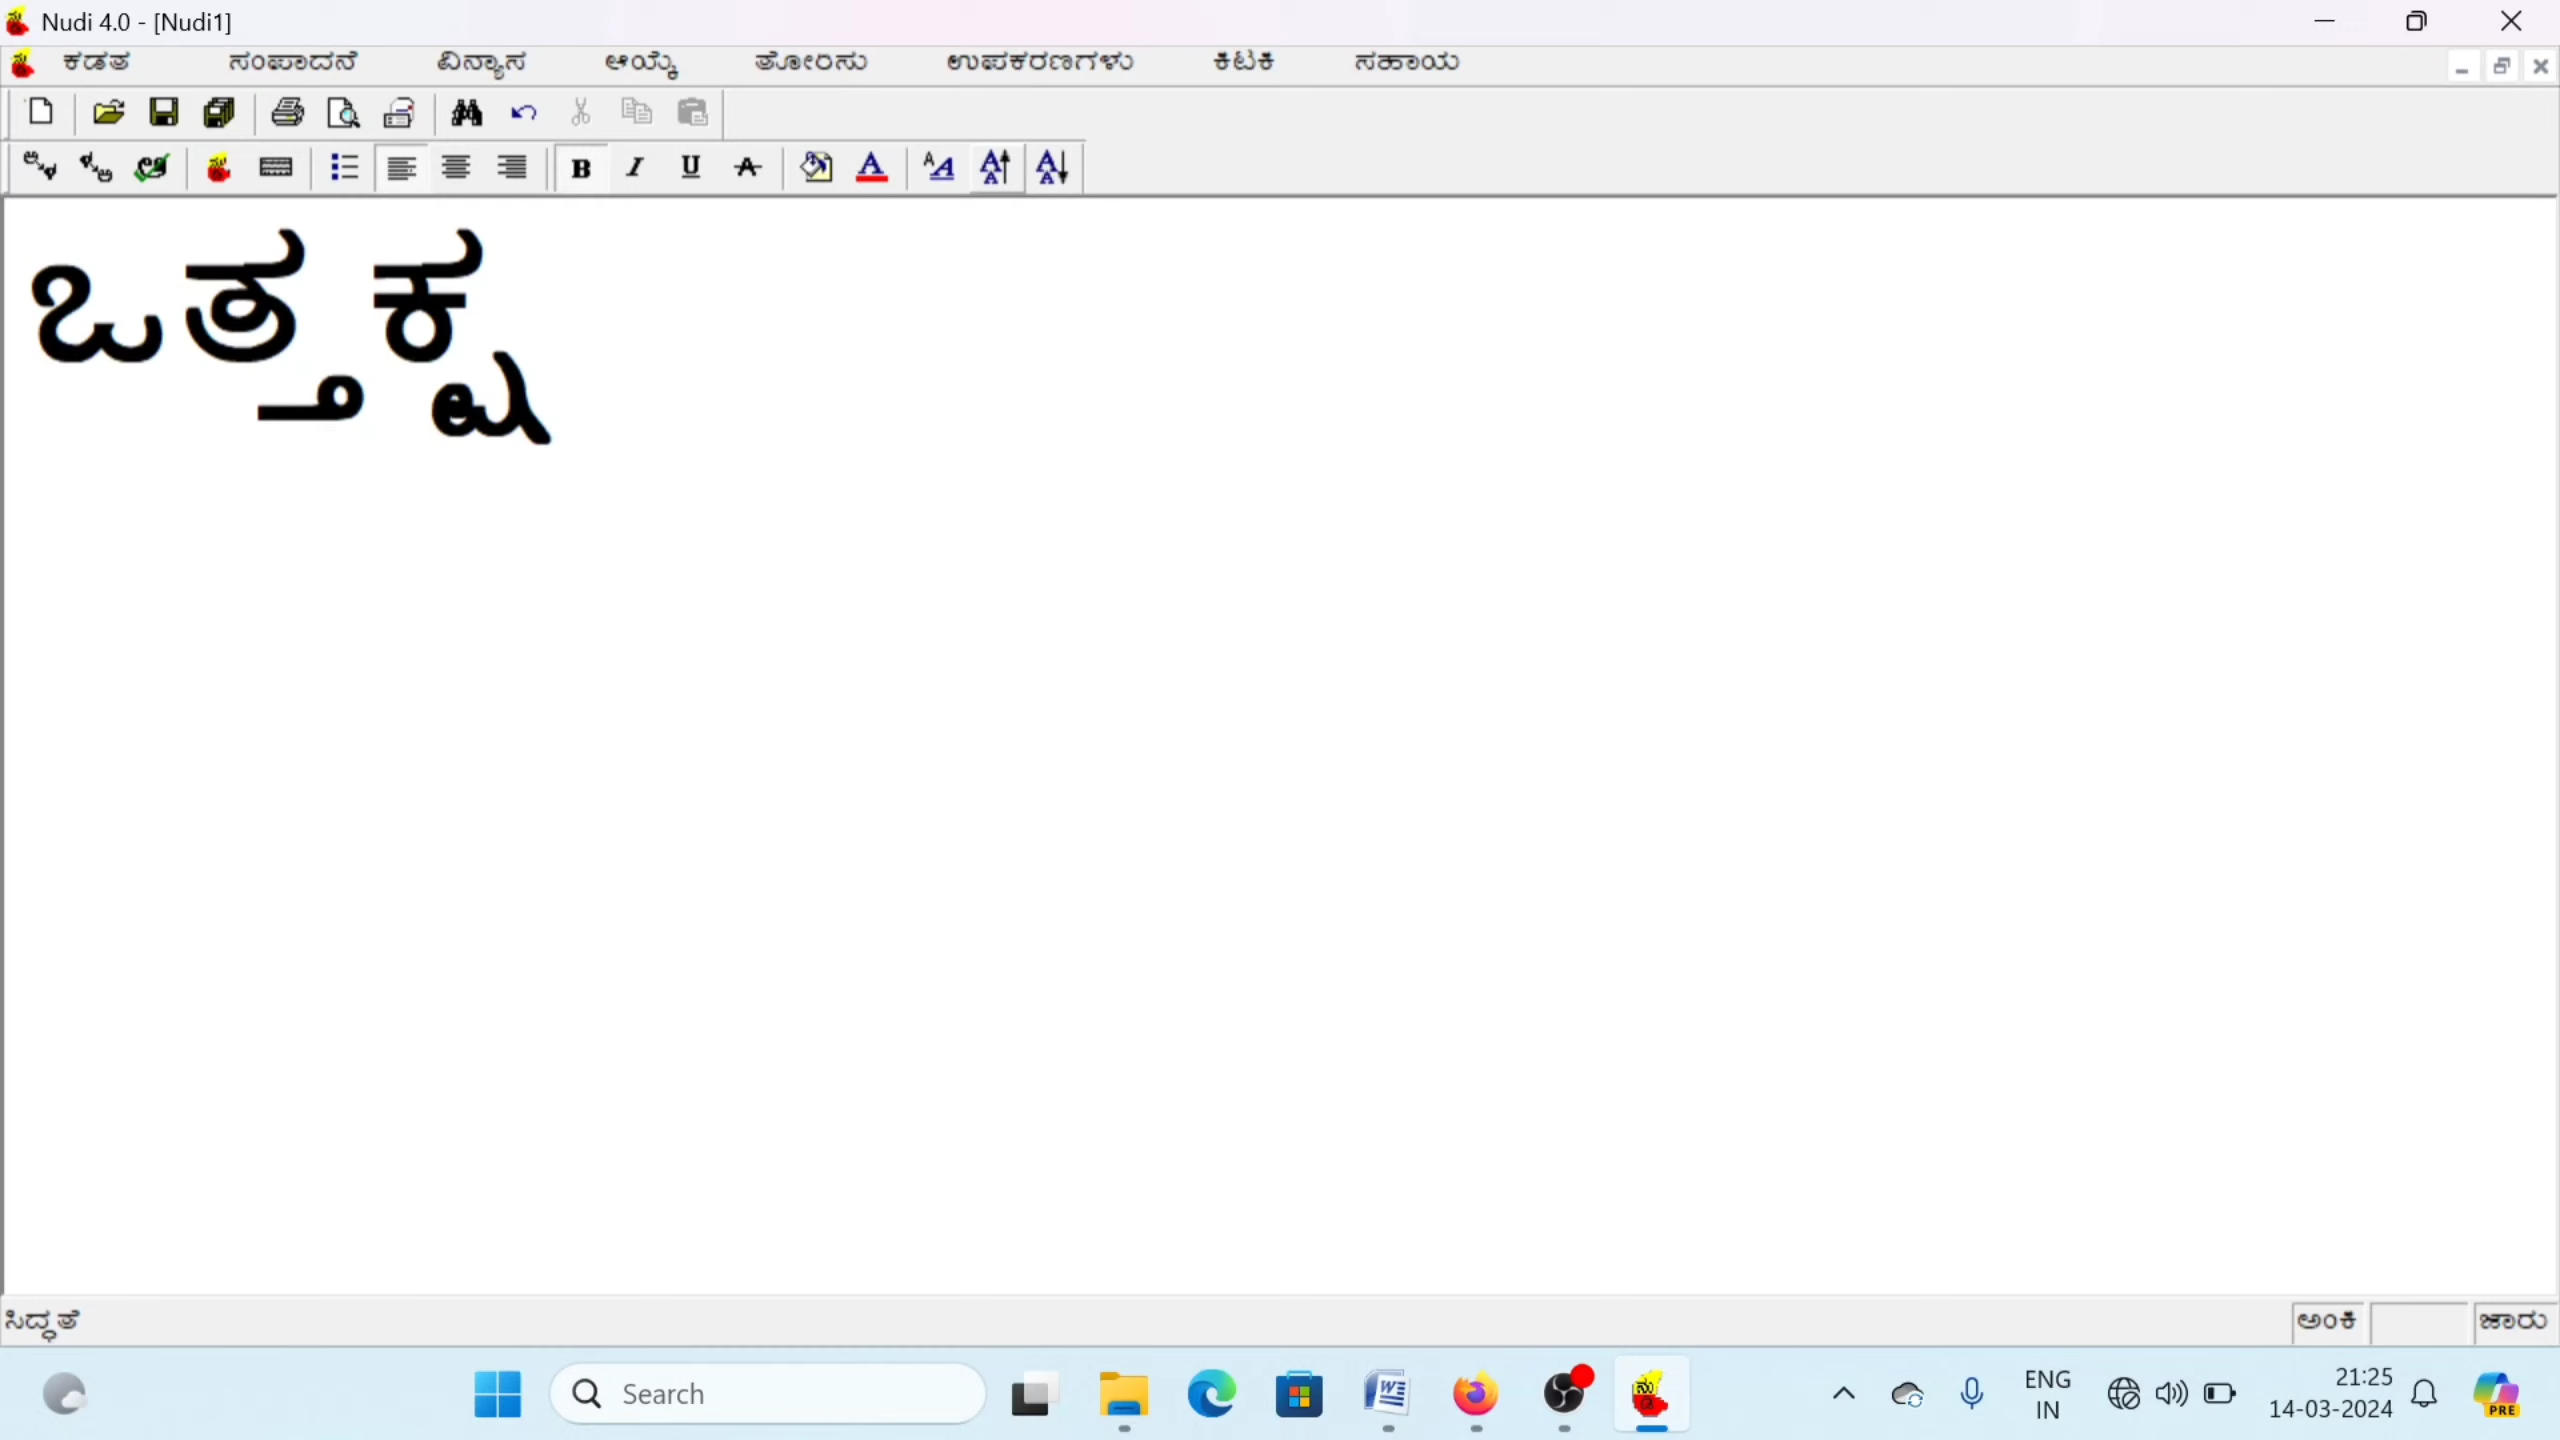 Nudi 4.0 - [Nudi1]
ಕಡತ ಸಂಪಾದನೆ ವಿನ್ಯಾಸ ಆಯ್ಕೆ ತೋರಿಸು ಉಪಕರಣಗಳು ಕಿಟಕಿ ಸಹಾಯ
ಒತ್ತಕ್ಷ
ಸಿದ್ಧತೆ ಅಂಕಿ ಜಾರು
Search ENG 21:25
IN 14-03-2024 PRE